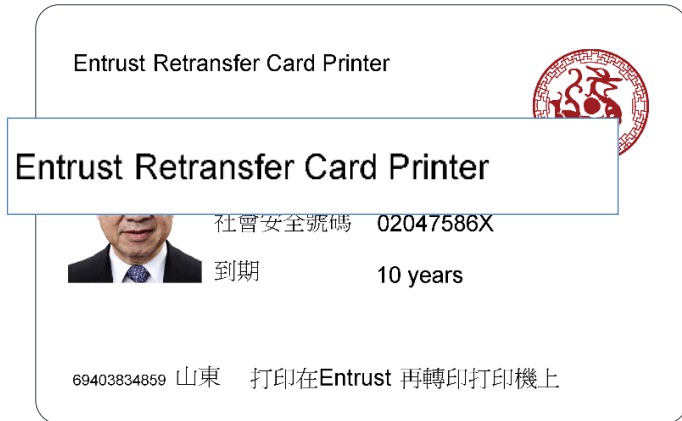 Entrust Retransfer Card Printer
Entrust Retransfer Card Printer
社會安全號碼 02047586X
到期 10 years
69403834859 山東 打印在Entrust 再轉印打印機上